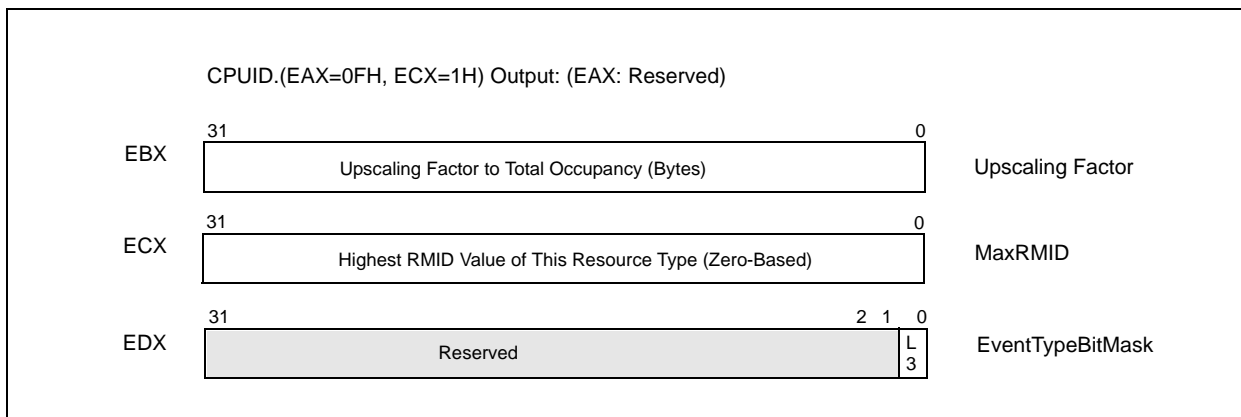 CPUID.(EAX=0FH, ECX=1H) Output: (EAX: Reserved)
31 0
EBX Upscaling Factor to Total Occupancy (Bytes) Upscaling Factor
31 0
ECX Highest RMID Value of This Resource Type (Zero-Based) MaxRMID
31 2 1 0
EDX Reserved L3 EventTypeBitMask